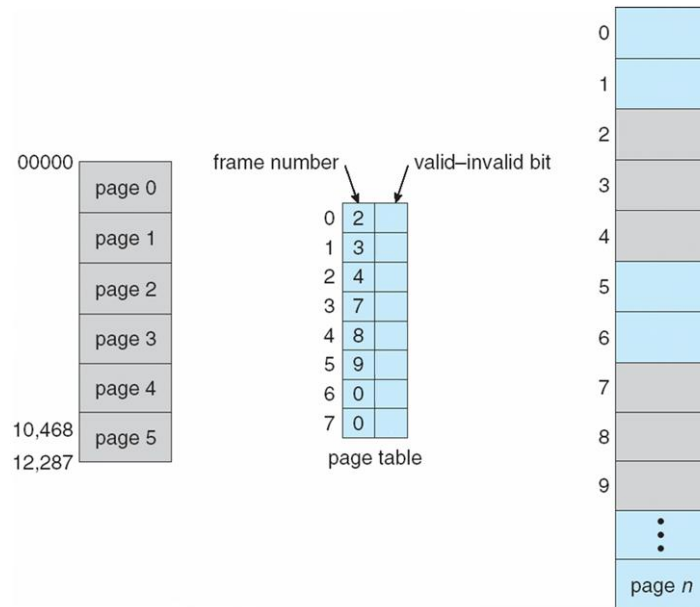 00000
page 0
page 1
page 2
page 3
page 4
10,468
page 5
12,287
frame number
valid–invalid bit
0 2
1 3
2 4
3 7
4 8
5 9
6 0
7 0
page table
0
1
2
3
4
5
6
7
8
9
page n